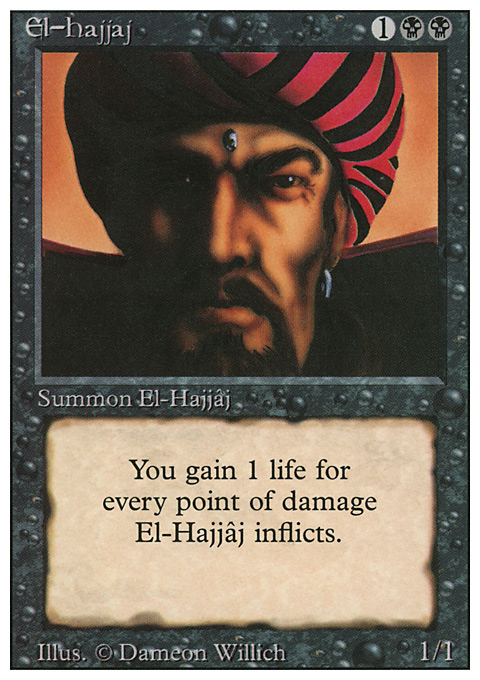 El-hajjaj 1
Summon El-Hajjâj
You gain 1 life for
every point of damage
El-Hajjâj inflicts.
Illus. © Dameon Willich 1/1